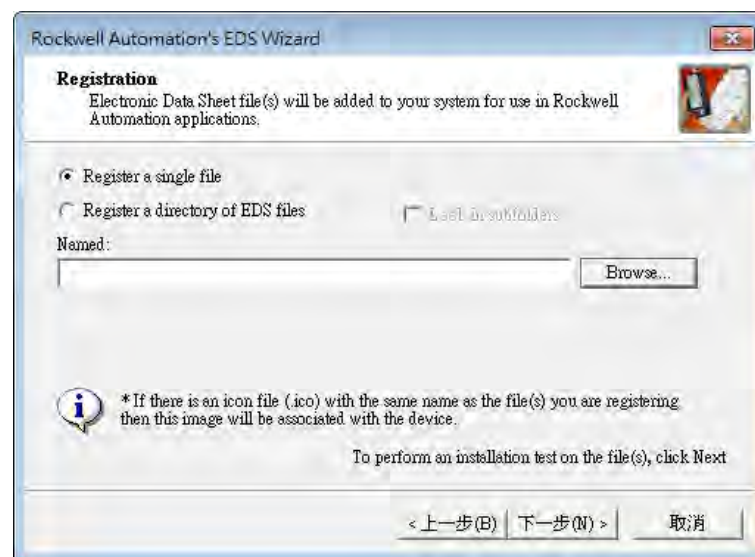 Rockwell Automation's EDS Wizard
Registration
Electronic Data Sheet file(s) will be added to your system for use in Rockwell
Automation applications.
Register a single file
Register a directory of EDS files
Look in subfolders
Named:
Browse...
*If there is an icon file (.ico) with the same name as the file(s) you are registering
then this image will be associated with the device.
To perform an installation test on the file(s), click Next
< 上一步(B)
下一步(N) >
取消